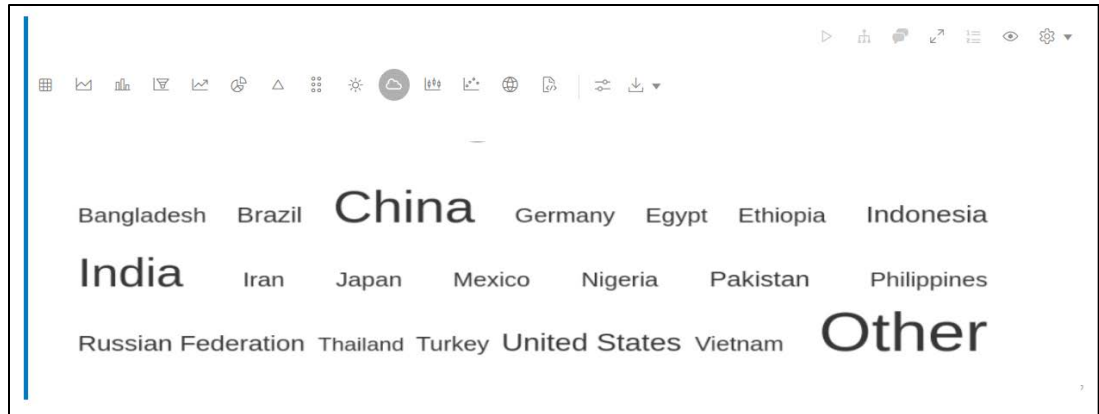 Bangladesh Brazil China Germany Egypt Ethiopia Indonesia
India Iran Japan Mexico Nigeria Pakistan Philippines
Russian Federation Thailand Turkey United States Vietnam Other
7